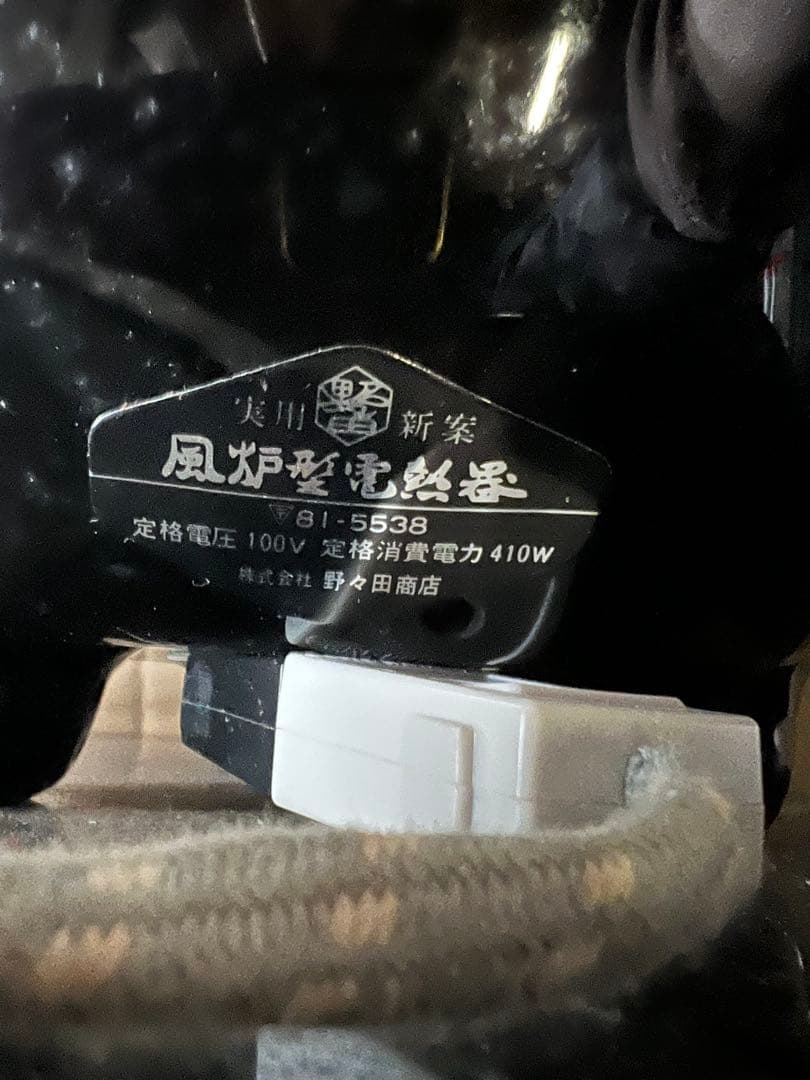 実用 新案
風炉型電熱器
〒81-5538
定格電圧 100V 定格消費電力 410W
株式会社 野々田商店